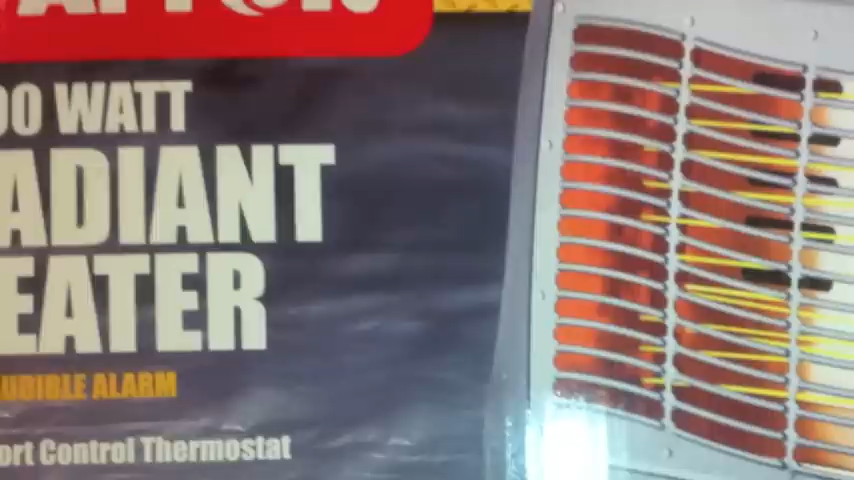 00 WATT
ADIANT
EATER
UDIBLE ALARM
ort Control Thermostat